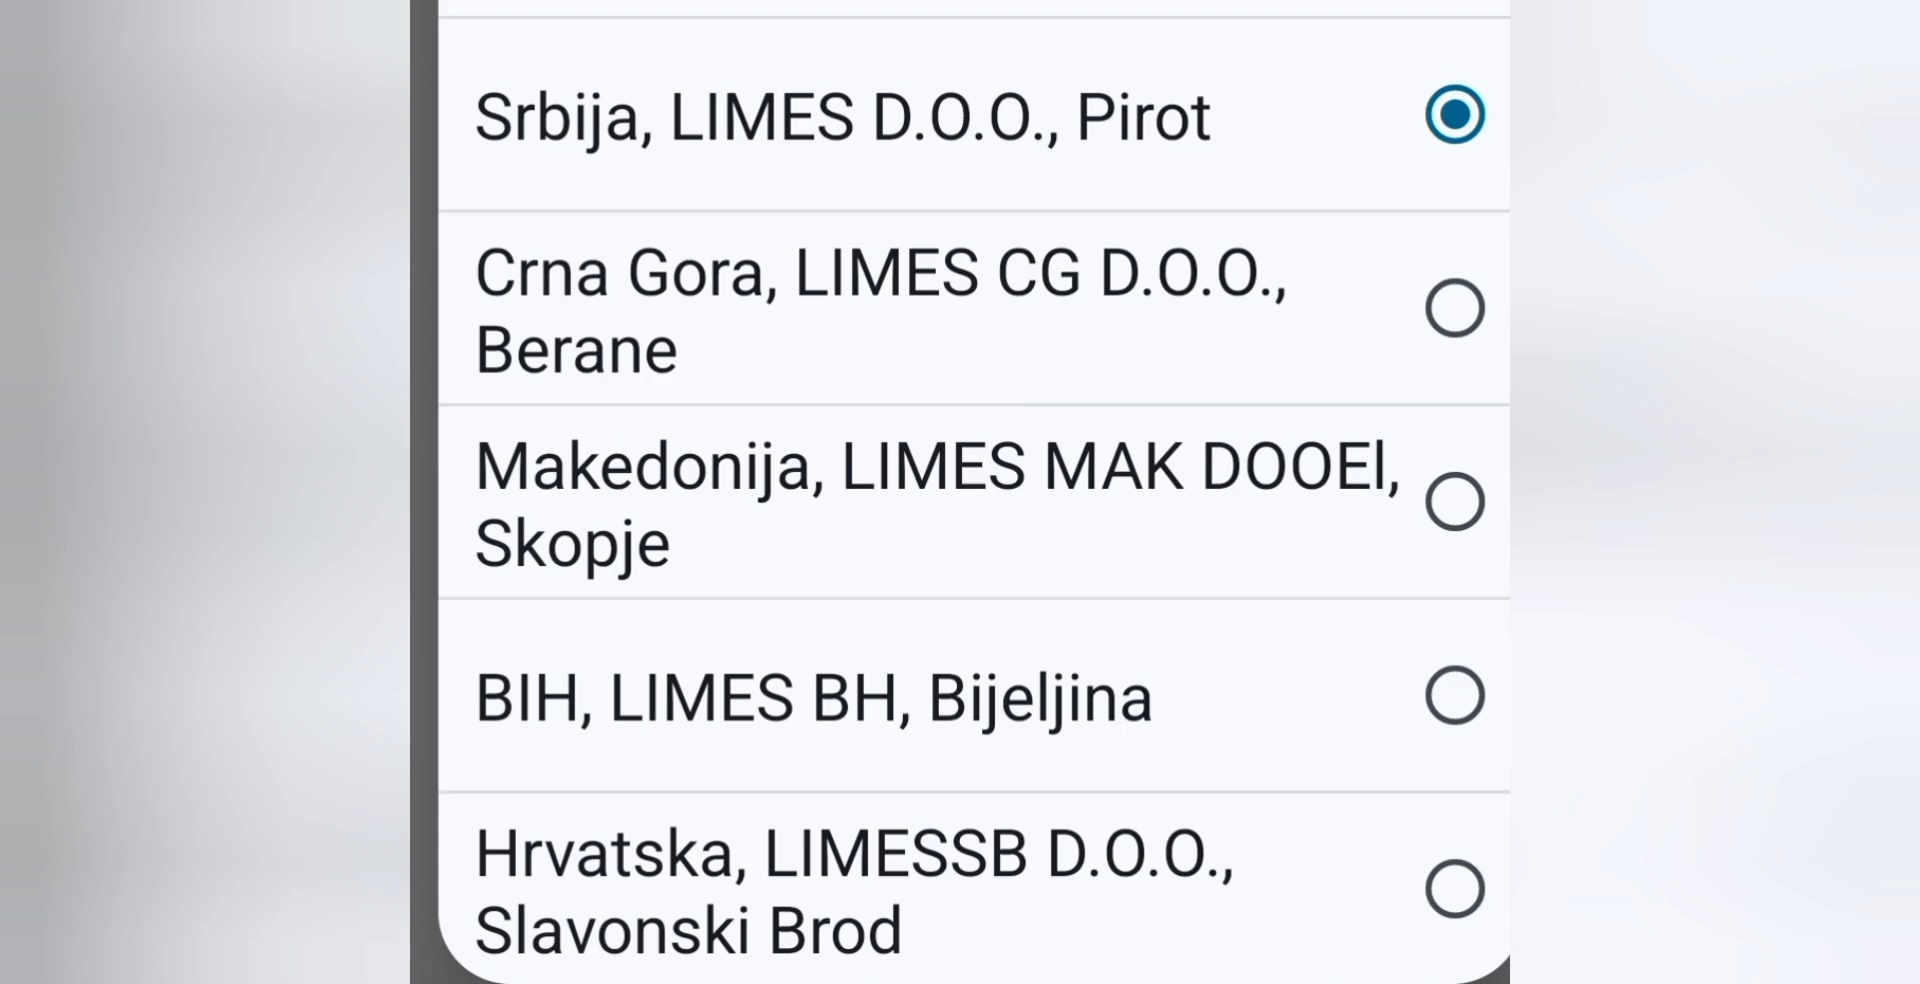 Srbija, LIMES D.O.O., Pirot
Crna Gora, LIMES CG D.O.O.,
Berane
Makedonija, LIMES MAK DOOEl,
Skopje
BIH, LIMES BH, Bijeljina
Hrvatska, LIMESSB D.O.O.,
Slavonski Brod